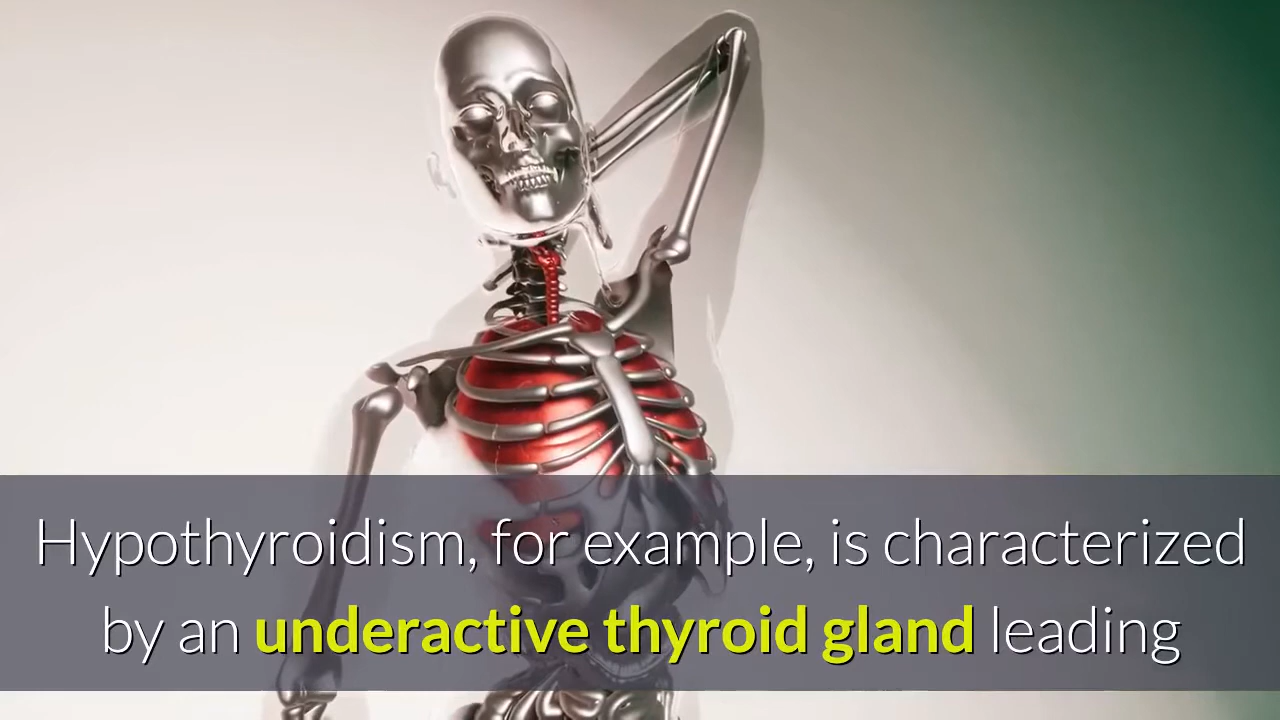 Hypothyroidism, for example, is characterized
by an underactive thyroid gland leading